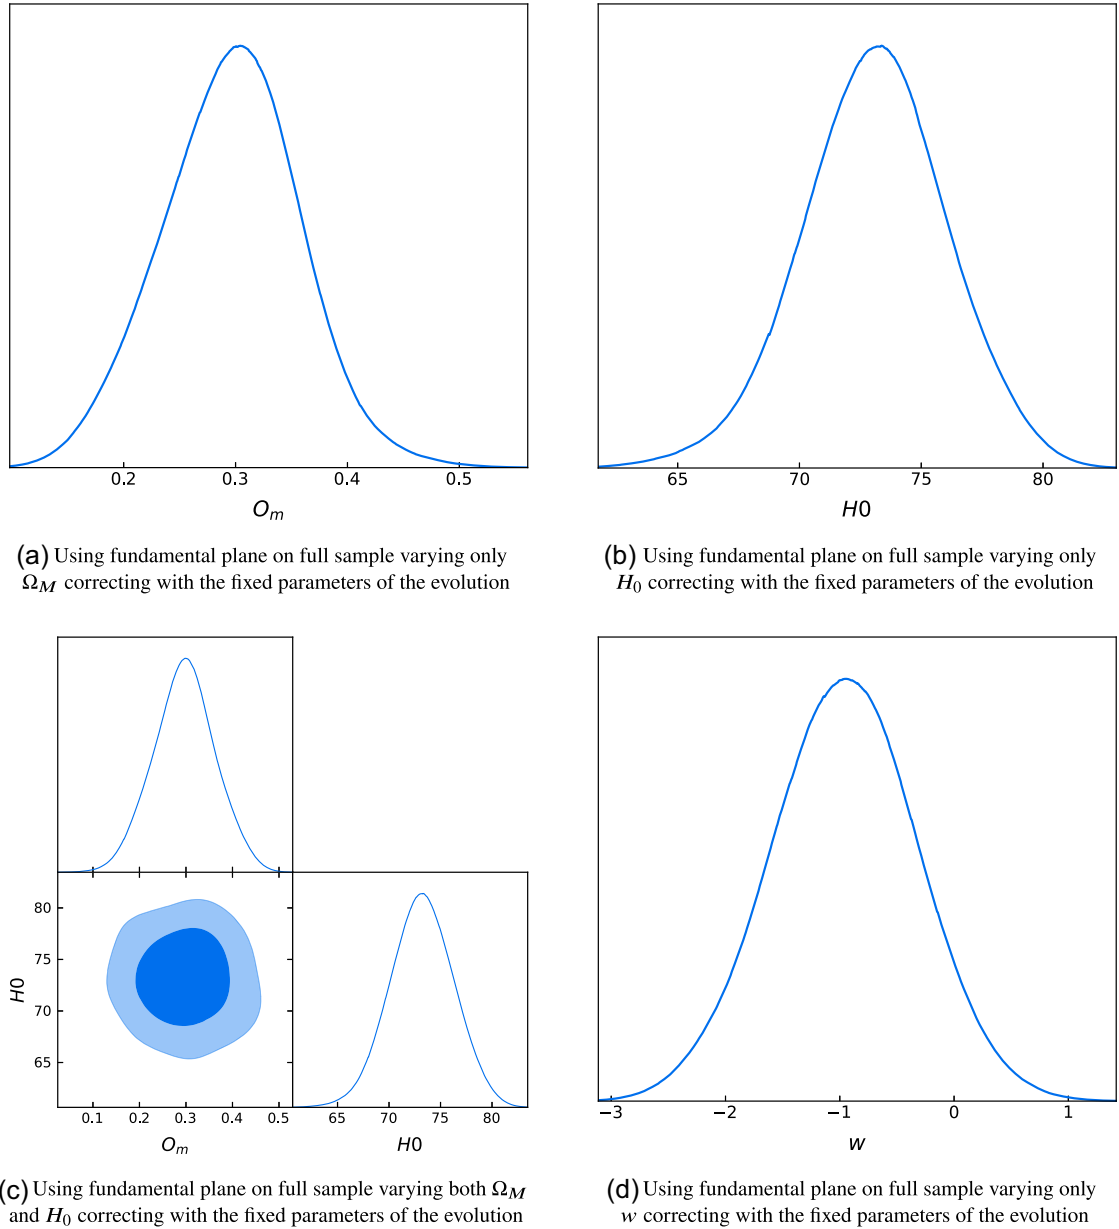 0.2 0.3 0.4 0.5
O_m
(a) Using fundamental plane on full sample varying only
Ω_M correcting with the fixed parameters of the evolution
65 70 75 80
H0
(b) Using fundamental plane on full sample varying only
H_0 correcting with the fixed parameters of the evolution
80
75
70
65
H0
0.1 0.2 0.3 0.4 0.5
O_m
65 70 75 80
H0
(c) Using fundamental plane on full sample varying both Ω_M
and H_0 correcting with the fixed parameters of the evolution
−3 −2 −1 0 1
w
(d) Using fundamental plane on full sample varying only
w correcting with the fixed parameters of the evolution